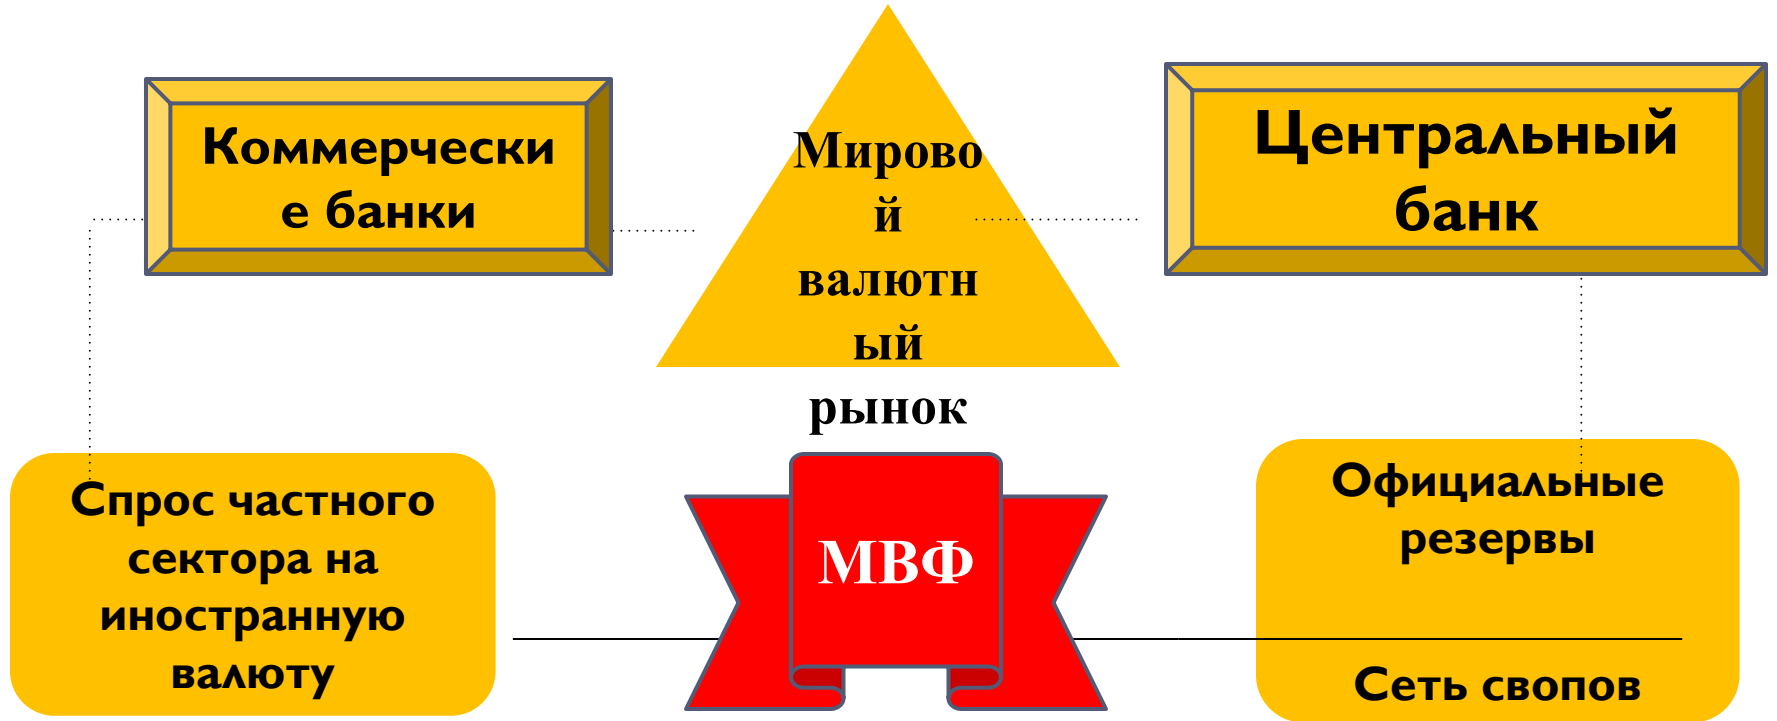 Коммерчески
е банки
Мирово
й
валютн
ый
рынок
Центральный
банк
Спрос частного
сектора на
иностранную
валюту
МВФ
Официальные
резервы
Сеть свопов